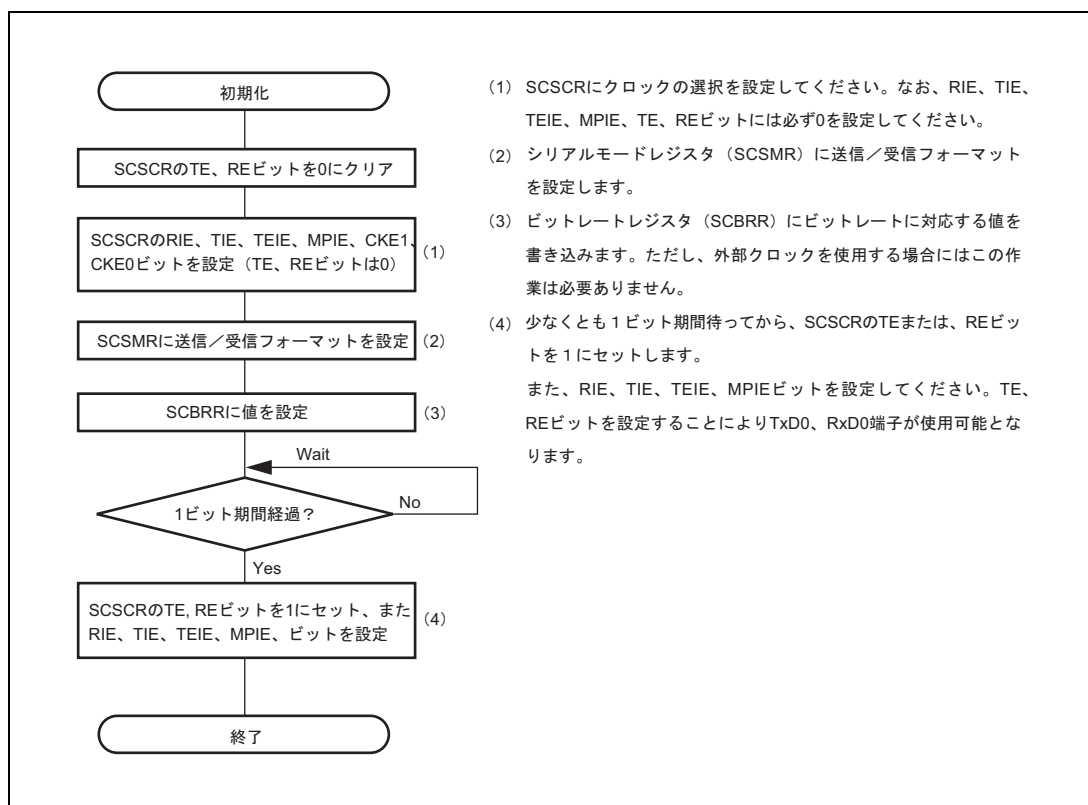 初期化
SCSCRのTE、REビットを0にクリア
SCSCRのRIE、TIE、TEIE、MPIE、CKE1、
CKE0ビットを設定（TE、REビットは0）
（1）
SCSMRに送信／受信フォーマットを設定
（2）
SCBRRに値を設定
（3）
Wait
1ビット期間経過？
No
Yes
SCSCRのTE, REビットを1にセット、また
RIE、TIE、TEIE、MPIE、ビットを設定
（4）
終了
（1） SCSCRにクロックの選択を設定してください。なお、RIE、TIE、
TEIE、MPIE、TE、REビットには必ず0を設定してください。
（2） シリアルモードレジスタ（SCSMR）に送信／受信フォーマット
を設定します。
（3） ビットレートレジスタ（SCBRR）にビットレートに対応する値を
書き込みます。ただし、外部クロックを使用する場合にはこの作
業は必要ありません。
（4） 少なくとも１ビット期間待ってから、SCSCRのTEまたは、REビッ
トを１にセットします。
また、RIE、TIE、TEIE、MPIEビットを設定してください。TE、
REビットを設定することによりTxD0、RxD0端子が使用可能とな
ります。